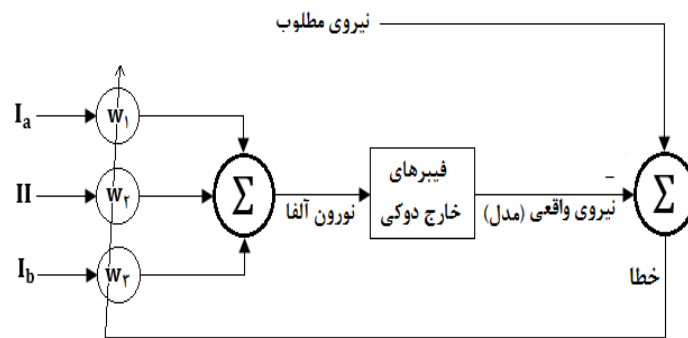 نیروی مطلوب
Ia
w۱
II
w۲
Ib
w۳
Σ
نورون آلفا
فیبرهای
خارج دوکی
نیروی واقعی (مدل)
–
Σ
خطا